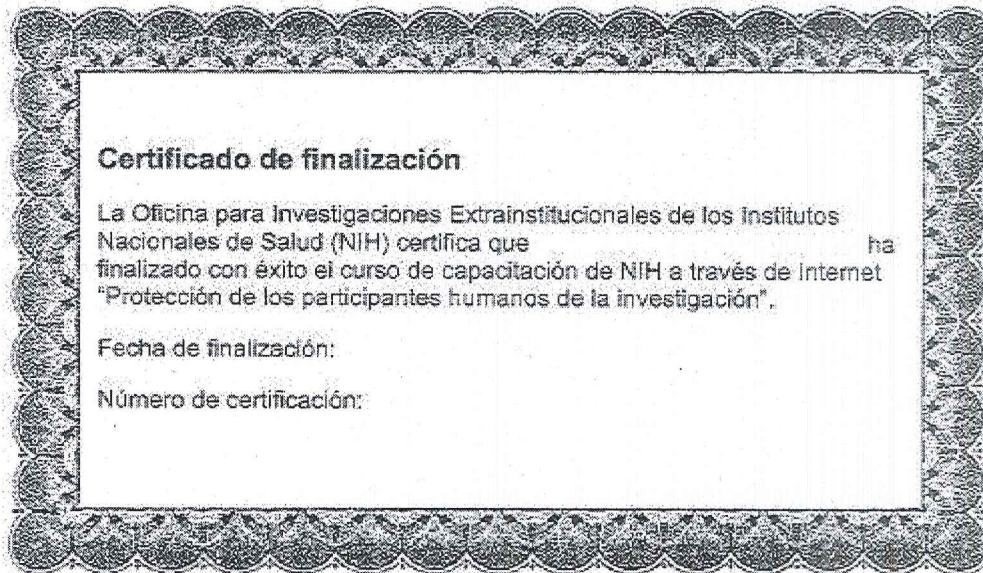 Certificado de finalización
La Oficina para Investigaciones Extrainstitucionales de los Institutos
Nacionales de Salud (NIH) certifica que ha
finalizado con éxito el curso de capacitación de NIH a través de Internet
"Protección de los participantes humanos de la investigación".
Fecha de finalización:
Número de certificación: